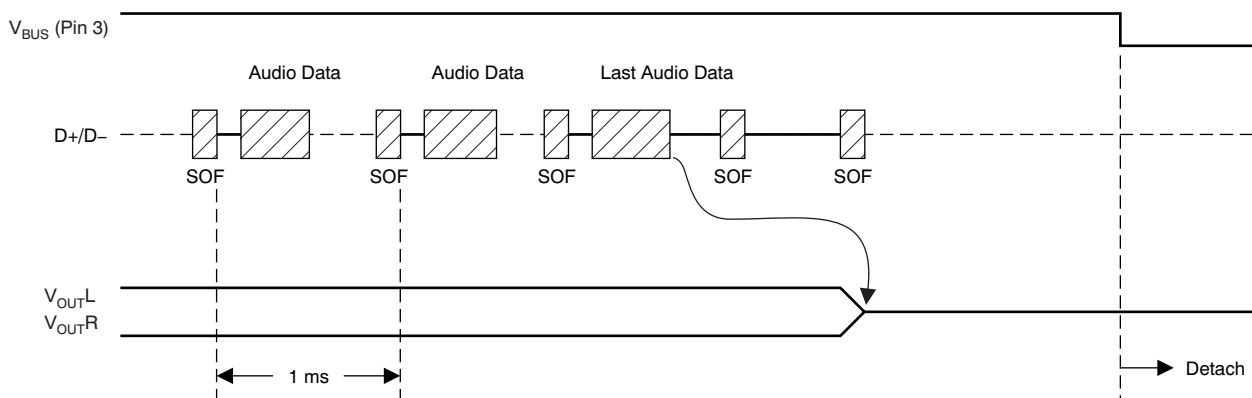 VBUS (Pin 3)
Audio Data Audio Data Last Audio Data
D+/D–
SOF SOF SOF SOF SOF
VOUTL
VOUTR
1 ms
Detach